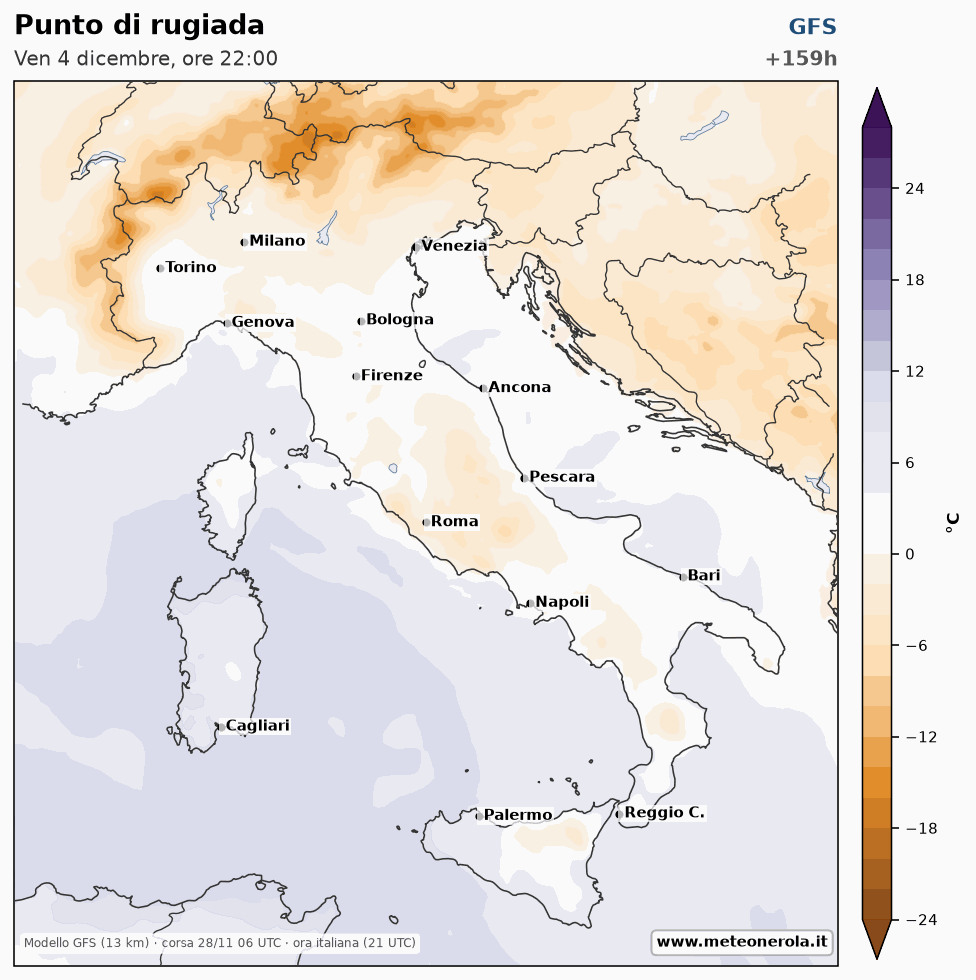 Punto di rugiada
GFS
Ven 4 dicembre, ore 22:00
+159h
Milano
Venezia
Torino
Genova
Bologna
Firenze
Ancona
Pescara
Roma
Bari
Napoli
Cagliari
Palermo
Reggio C.
24
18
12
6
0
−6
−12
−18
−24
°C
Modello GFS (13 km) · corsa 28/11 06 UTC · ora italiana (21 UTC)
www.meteonerola.it